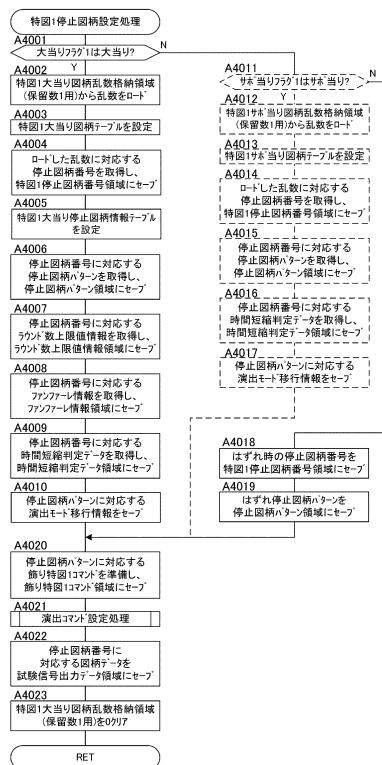 特図1停止図柄設定処理
A4001
大当りフラグ1は大当り?
N
Y
A4002
特図1大当り図柄乱数格納領域
(保留数1用)から乱数をロード
A4003
特図1大当り図柄テーブルを設定
A4004
ロードした乱数に対応する
停止図柄番号を取得し、
特図1停止図柄番号領域にセーブ
A4005
特図1大当り停止図柄情報テーブル
を設定
A4006
停止図柄番号に対応する
停止図柄パターンを取得し、
停止図柄パターン領域にセーブ
A4007
停止図柄番号に対応する
ラウンド数上限値情報を取得し、
ラウンド数上限値情報領域にセーブ
A4008
停止図柄番号に対応する
ファンファーレ情報を取得し、
ファンファーレ情報領域にセーブ
A4009
停止図柄番号に対応する
時間短縮判定データを取得し、
時間短縮判定データ領域にセーブ
A4010
停止図柄パターンに対応する
演出モード移行情報をセーブ
A4011
サポ当りフラグ1はサポ当り?
N
Y
A4012
特図1サポ当り図柄乱数格納領域
(保留数1用)から乱数をロード
A4013
特図1サポ当り図柄テーブルを設定
A4014
ロードした乱数に対応する
停止図柄番号を取得し、
特図1停止図柄番号領域にセーブ
A4015
停止図柄番号に対応する
停止図柄パターンを取得し、
停止図柄パターン領域にセーブ
A4016
停止図柄番号に対応する
時間短縮判定データを取得し、
時間短縮判定データ領域にセーブ
A4017
停止図柄パターンに対応する
演出モード移行情報をセーブ
A4018
はずれ時の停止図柄番号を
特図1停止図柄番号領域にセーブ
A4019
はずれ停止図柄パターンを
停止図柄パターン領域にセーブ
A4020
停止図柄パターンに対応する
飾り特図1コマンドを準備し、
飾り特図1コマンド領域にセーブ
A4021
演出コマンド設定処理
A4022
停止図柄番号に
対応する図柄データを
試験信号出力データ領域にセーブ
A4023
特図1大当り図柄乱数格納領域
(保留数1用)を0クリア
RET